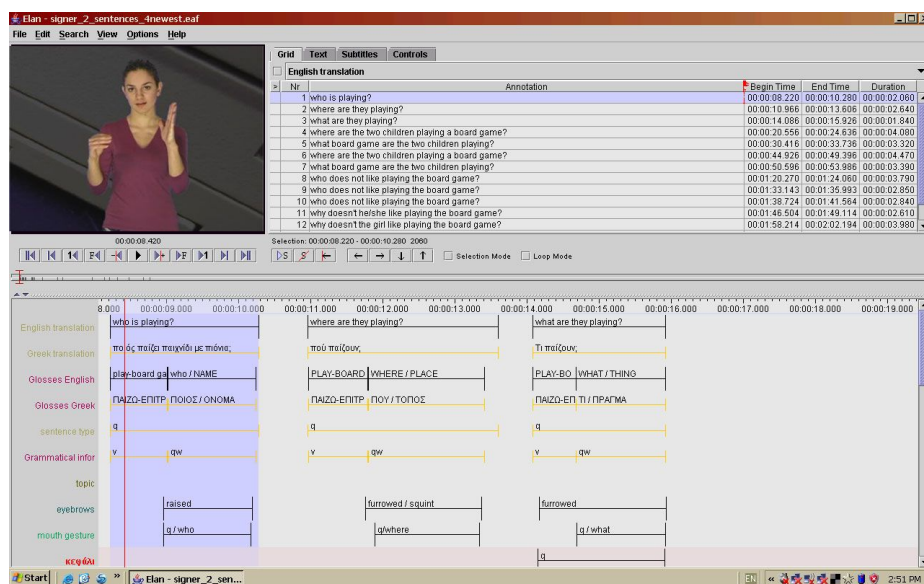 Elan - signer_2_sentences_4newest.eaf
File Edit Search View Options Help
Grid Text Subtitles Controls
English translation
> Nr Annotation Begin Time End Time Duration
1 who is playing? 00:00:08.220 00:00:10.280 00:00:02.060
2 where are they playing? 00:00:10.966 00:00:13.606 00:00:02.640
3 what are they playing? 00:00:14.086 00:00:15.926 00:00:01.840
4 where are the two children playing a board game? 00:00:20.556 00:00:24.636 00:00:04.080
5 what board game are the two children playing? 00:00:30.416 00:00:33.736 00:00:03.320
6 where are the two children playing a board game? 00:00:44.926 00:00:49.396 00:00:04.470
7 what board game are the two children playing? 00:00:50.596 00:00:53.986 00:00:03.390
8 who does not like playing the board game? 00:01:20.270 00:01:24.060 00:00:03.790
9 who does not like playing the board game? 00:01:33.143 00:01:35.993 00:00:02.850
10 who does not like playing the board game? 00:01:38.724 00:01:41.564 00:00:02.840
11 why doesn't he/she like playing the board game? 00:01:46.504 00:01:49.114 00:00:02.610
12 why doesn't the girl like playing the board game? 00:01:58.214 00:02:02.194 00:00:03.980
00:00:08.420
Selection: 00:00:08.220 - 00:00:10.280 2060
Selection Mode Loop Mode
8.000 00:00:09.000 00:00:10.000 00:00:11.000 00:00:12.000 00:00:13.000 00:00:14.000 00:00:15.000 00:00:16.000 00:00:17.000 00:00:18.000 00:00:19.000
English translation who is playing? where are they playing? what are they playing?
Greek translation ποιός παίζει παιχνίδι με πιόνια; πού παίζουν; Τι παίζουν;
Glosses English play-board ga who / NAME PLAY-BOARD WHERE / PLACE PLAY-BO WHAT / THING
Glosses Greek ΠΑΙΖΩ-ΕΠΙΤΡ ΠΟΙΟΣ / ΟΝΟΜΑ ΠΑΙΖΩ-ΕΠΙΤΡ ΠΟΥ / ΤΟΠΟΣ ΠΑΙΖΩ-ΕΠ ΤΙ / ΠΡΑΓΜΑ
sentence type q q q
Grammatical infor v qw v qw v qw
topic
eyebrows raised furrowed / squint furrowed
mouth gesture q / who q/where q / what
κεφάλι q
Start Elan - signer_2_sen... EN 2:51 PM